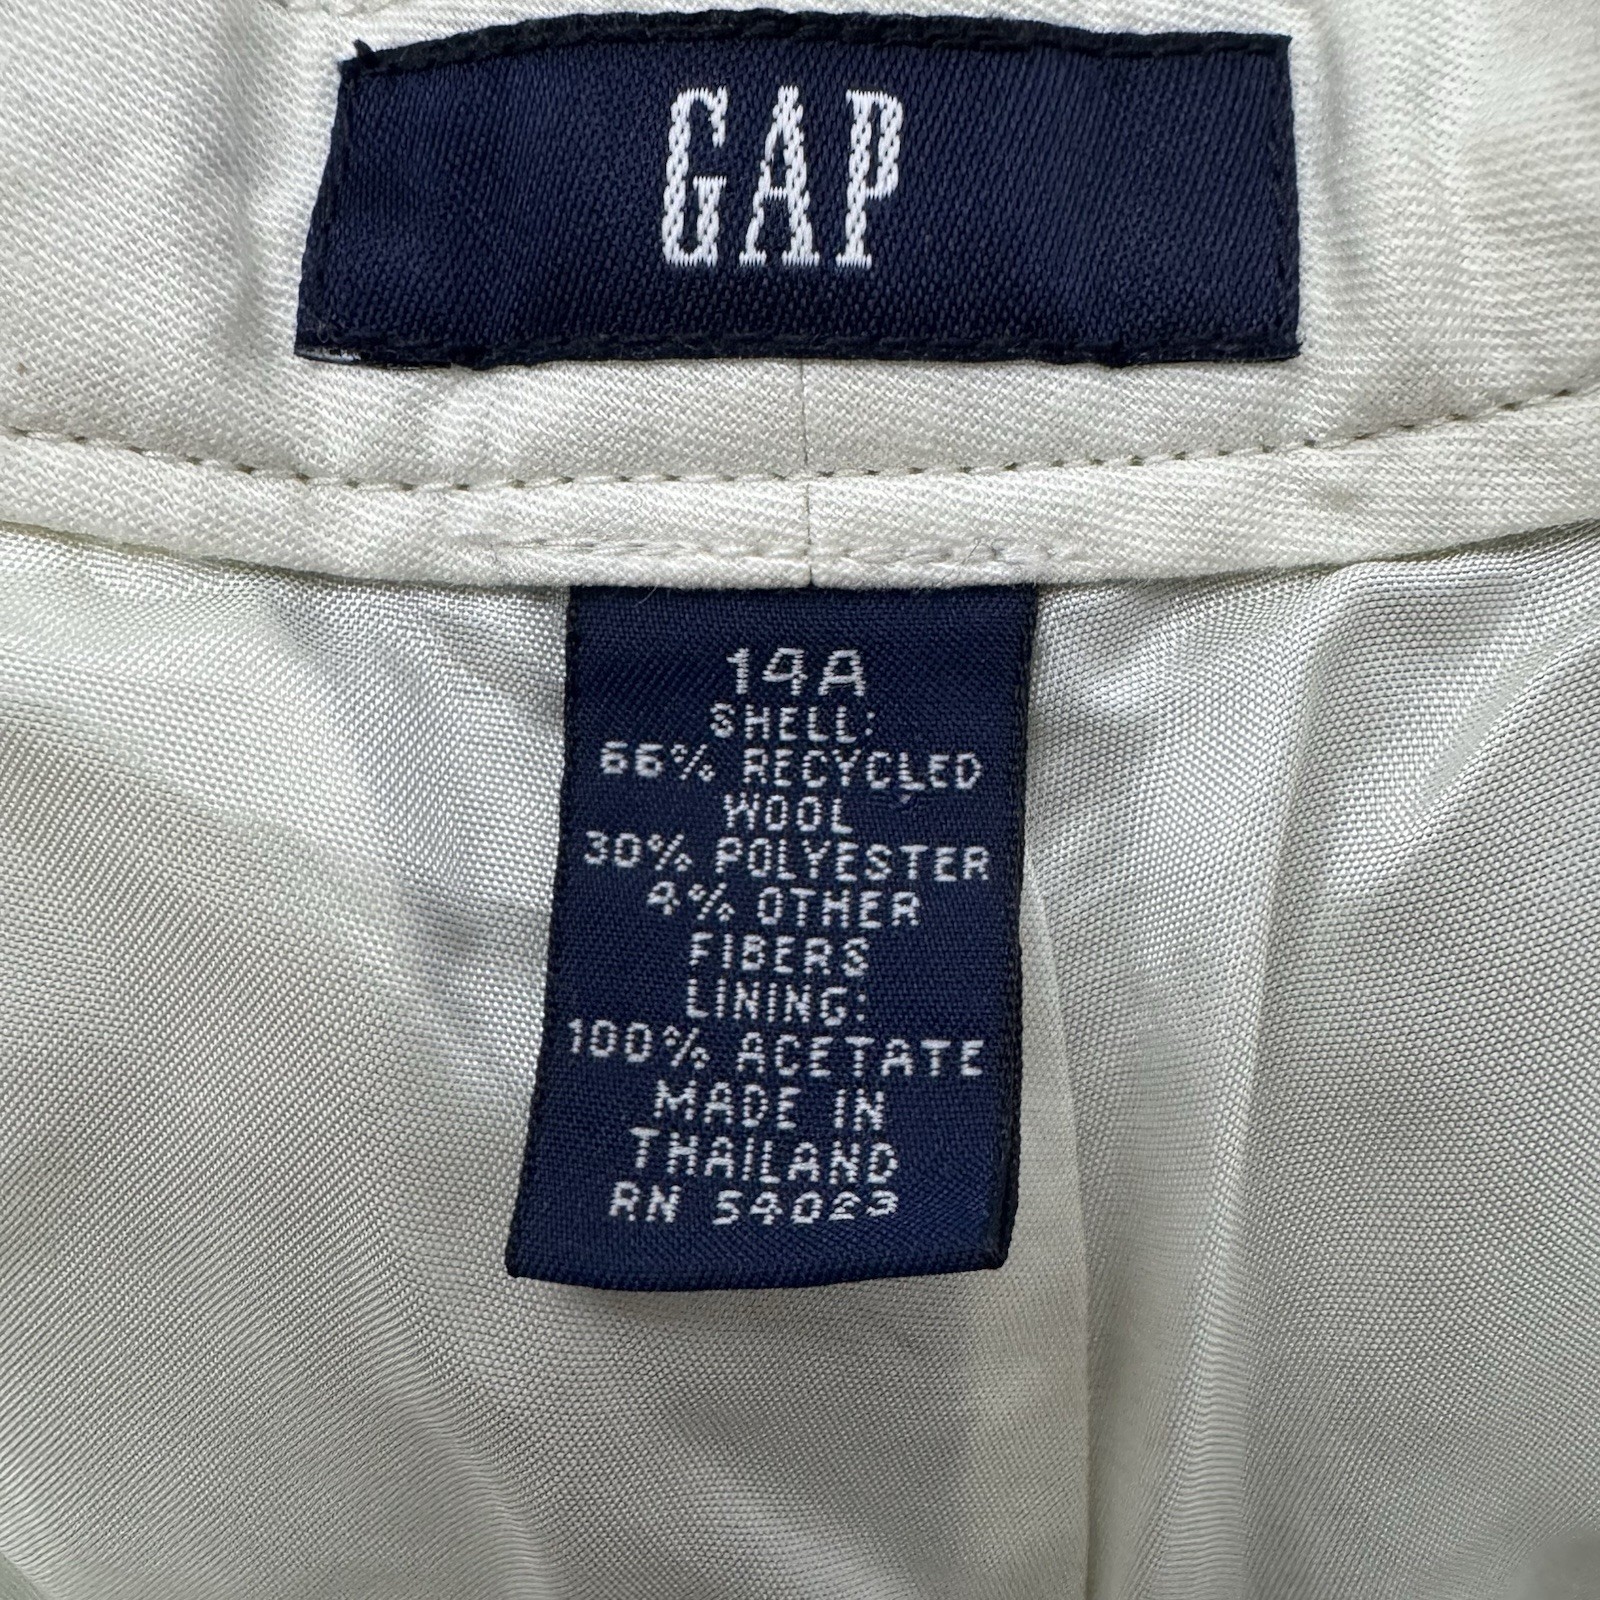 GAP
14A
SHELL:
66% RECYCLED
WOOL
30% POLYESTER
4% OTHER
FIBERS
LINING:
100% ACETATE
MADE IN
THAILAND
RN 54023